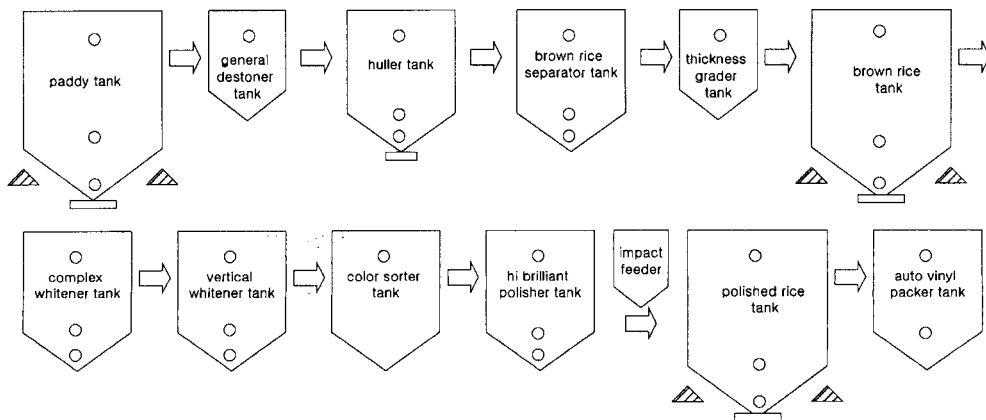 paddy tank
general
destoner
tank
huller tank
brown rice
separator tank
thickness
grader
tank
brown rice
tank
complex
whitener tank
vertical
whitener tank
color sorter
tank
hi brilliant
polisher tank
impact
feeder
polished rice
tank
auto vinyl
packer tank